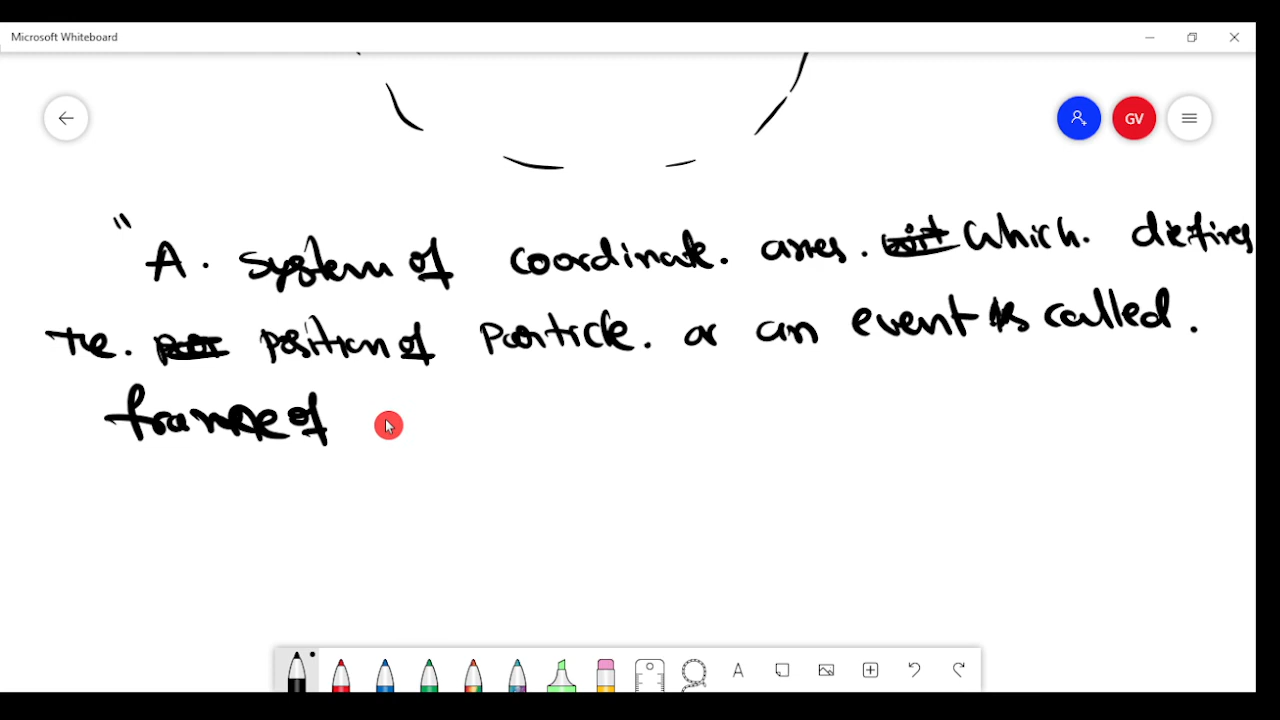 Microsoft Whiteboard
GV
" A. system of coordinate. axes. which. defines
the. position of particle. or an event is called.
frame of
A